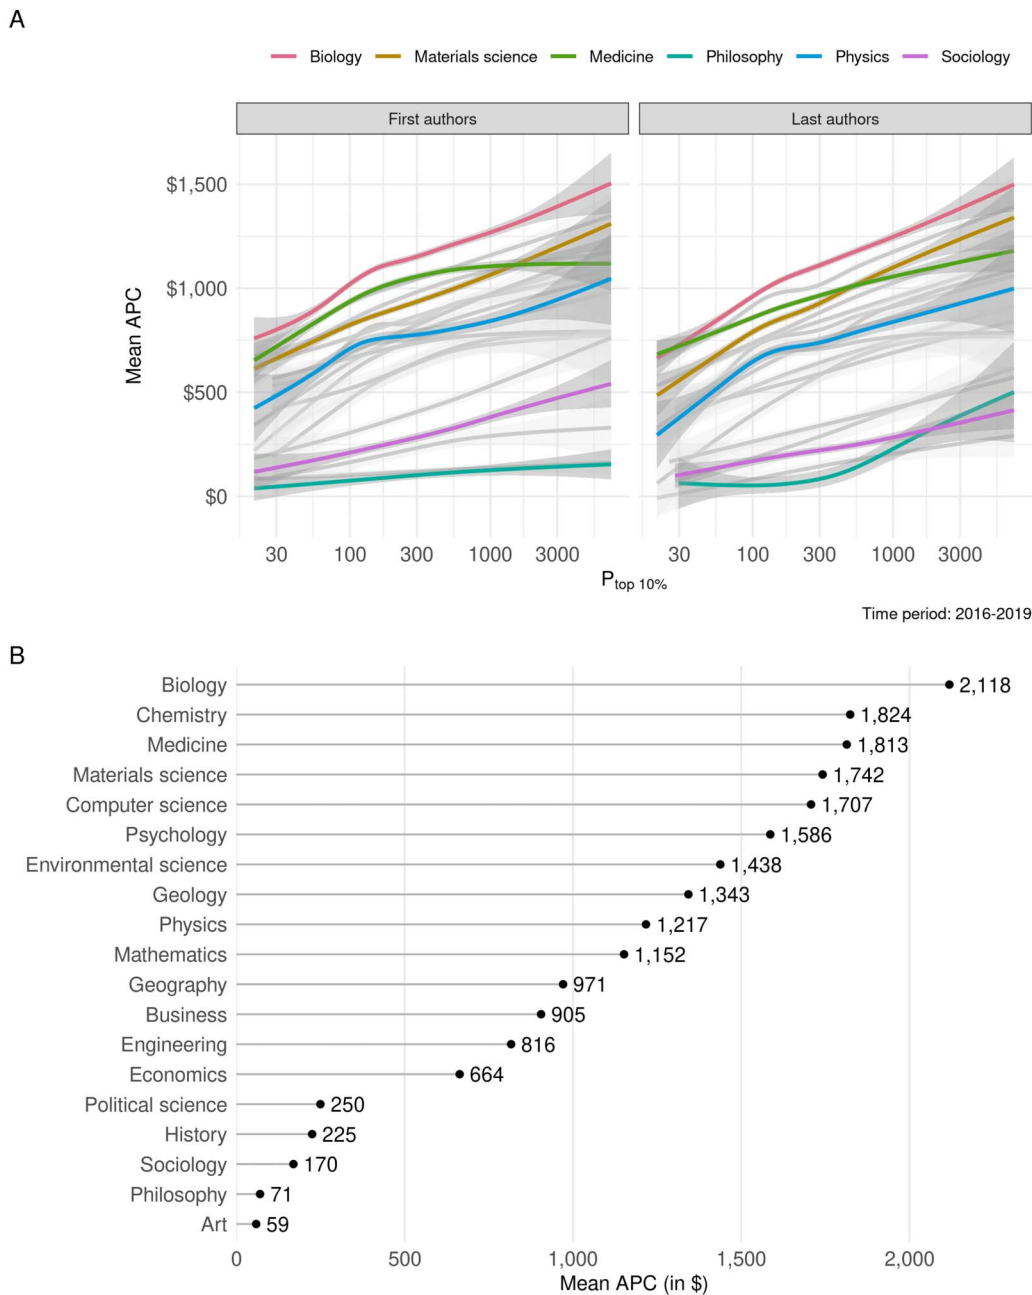 A
Biology Materials science Medicine Philosophy Physics Sociology
First authors Last authors
$1,500
$1,000
$500
$0
Mean APC
30 100 300 1000 3000 30 100 300 1000 3000
P top 10%
Time period: 2016-2019
B
Biology 2,118
Chemistry 1,824
Medicine 1,813
Materials science 1,742
Computer science 1,707
Psychology 1,586
Environmental science 1,438
Geology 1,343
Physics 1,217
Mathematics 1,152
Geography 971
Business 905
Engineering 816
Economics 664
Political science 250
History 225
Sociology 170
Philosophy 71
Art 59
0 500 1,000 1,500 2,000
Mean APC (in $)